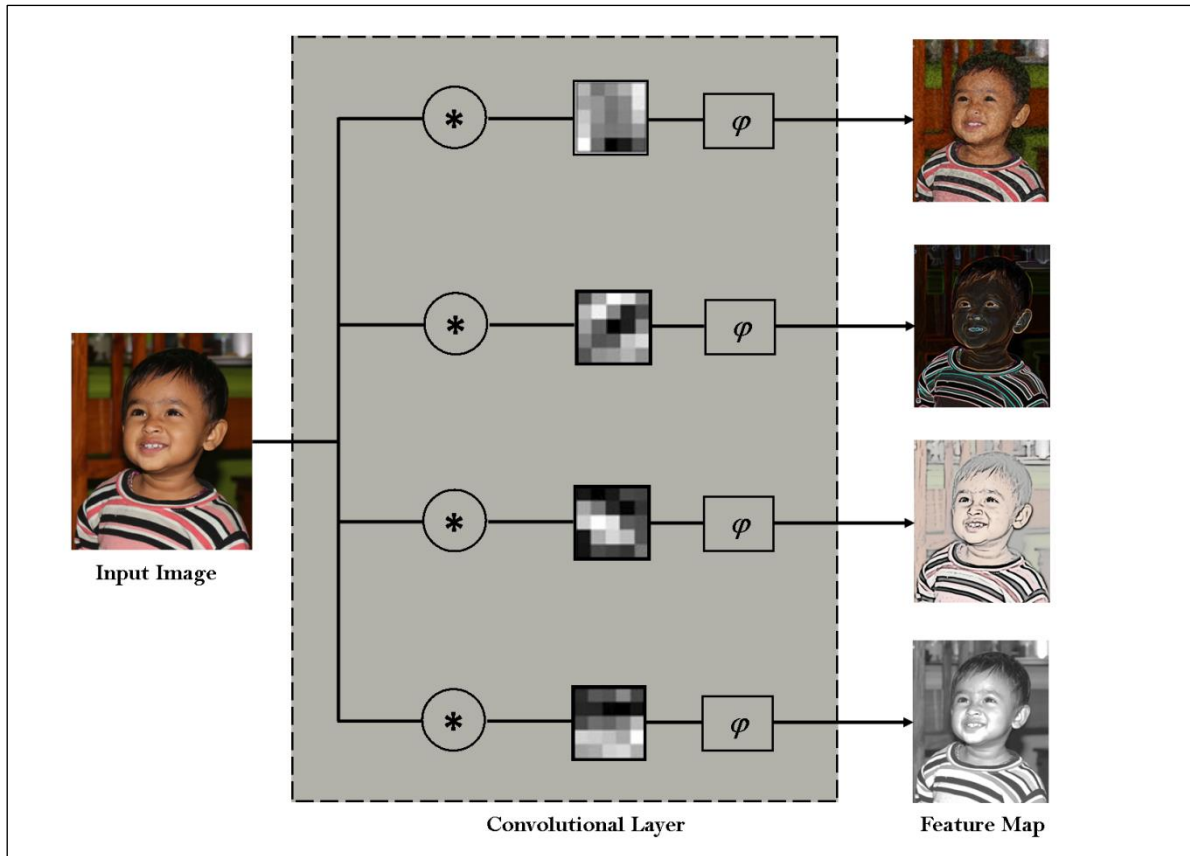 *
φ
*
φ
*
φ
*
φ
Input Image
Convolutional Layer
Feature Map